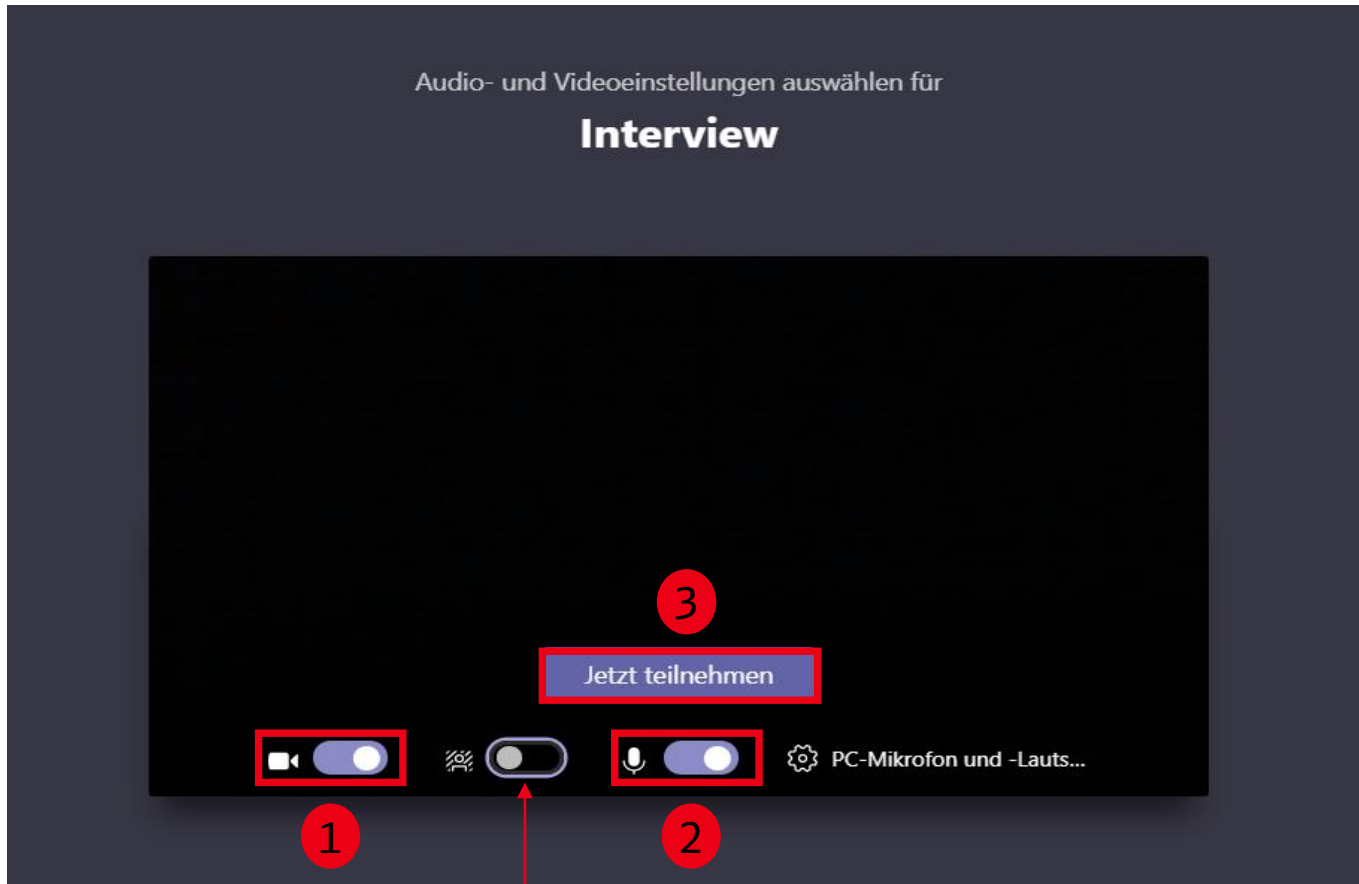 Audio- und Videoeinstellungen auswählen für
Interview
3
Jetzt teilnehmen
PC-Mikrofon und -Lauts...
1
2